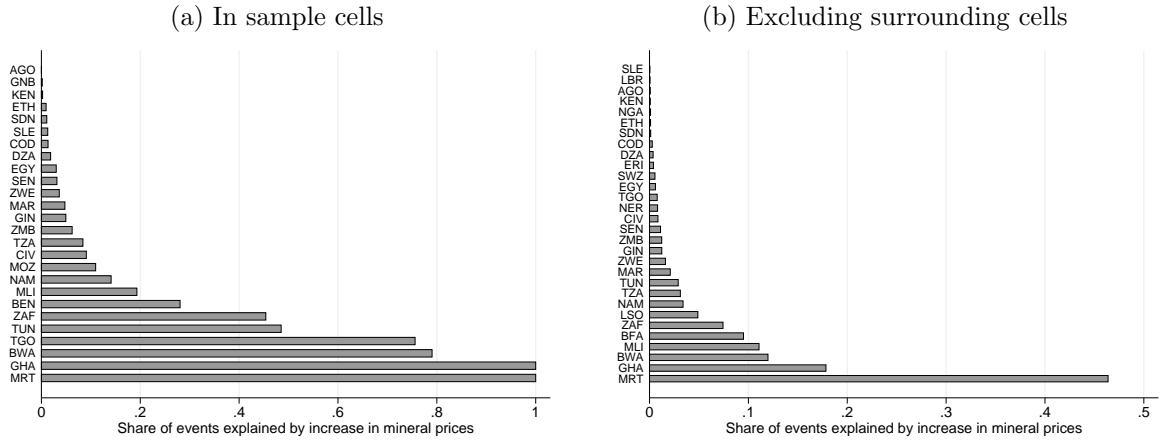 (a) In sample cells
AGO
GNB
KEN
ETH
SDN
SLE
COD
DZA
EGY
SEN
ZWE
MAR
GIN
ZMB
TZA
CIV
MOZ
NAM
MLI
BEN
ZAF
TUN
TGO
BWA
GHA
MRT
0 .2 .4 .6 .8 1
Share of events explained by increase in mineral prices
(b) Excluding surrounding cells
SLE
LBR
AGO
KEN
NGA
ETH
SDN
COD
DZA
ERI
SWZ
EGY
TGO
NER
CIV
SEN
ZMB
GIN
ZWE
MAR
TUN
TZA
NAM
LSO
ZAF
BFA
MLI
BWA
GHA
MRT
0 .1 .2 .3 .4 .5
Share of events explained by increase in mineral prices